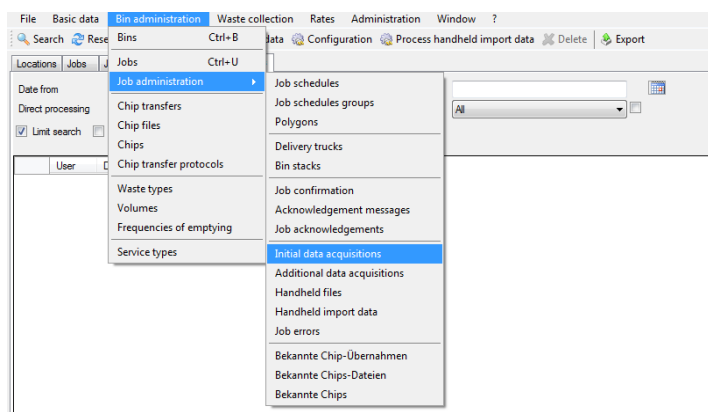 File Basic data Bin administration Waste collection Rates Administration Window ?
Search Rese
Bins Ctrl+B
data Configuration Process handheld import data Delete Export
Locations Jobs J
Jobs Ctrl+U
Job administration
Date from
Direct processing
All
Limit search
User D
Chip transfers
Chip files
Chips
Chip transfer protocols
Waste types
Volumes
Frequencies of emptying
Service types
Job schedules
Job schedules groups
Polygons
Delivery trucks
Bin stacks
Job confirmation
Acknowledgement messages
Job acknowledgements
Initial data acquisitions
Additional data acquisitions
Handheld files
Handheld import data
Job errors
Bekannte Chip-Übernahmen
Bekannte Chips-Dateien
Bekannte Chips